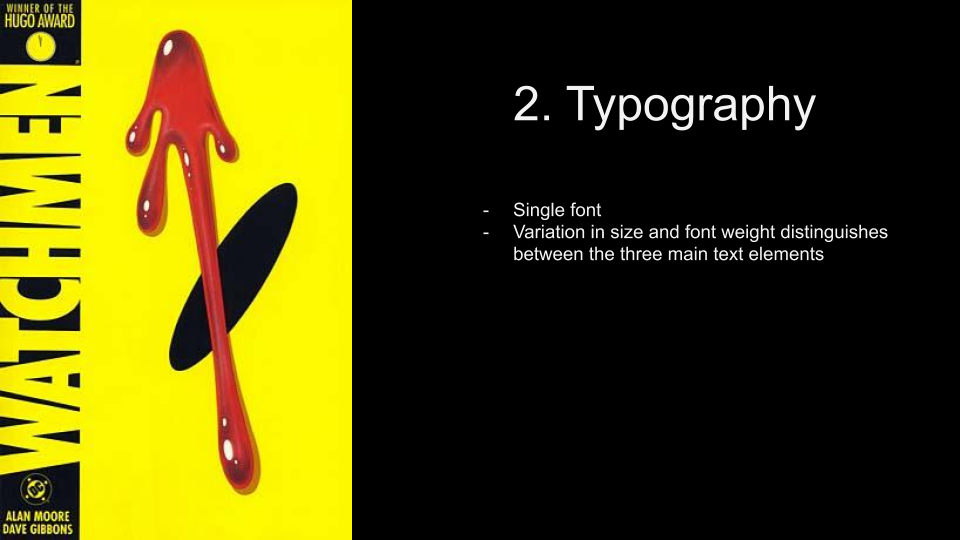 WINNER OF THE
HUGO AWARD
WATCHMEN
DC
ALAN MOORE
DAVE GIBBONS
2. Typography
- Single font
- Variation in size and font weight distinguishes
between the three main text elements